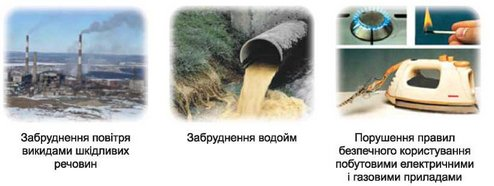 Забруднення повітря
викидами шкідливих
речовин
Забруднення водойм
Порушення правил
безпечного користування
побутовими електричними
і газовими приладами